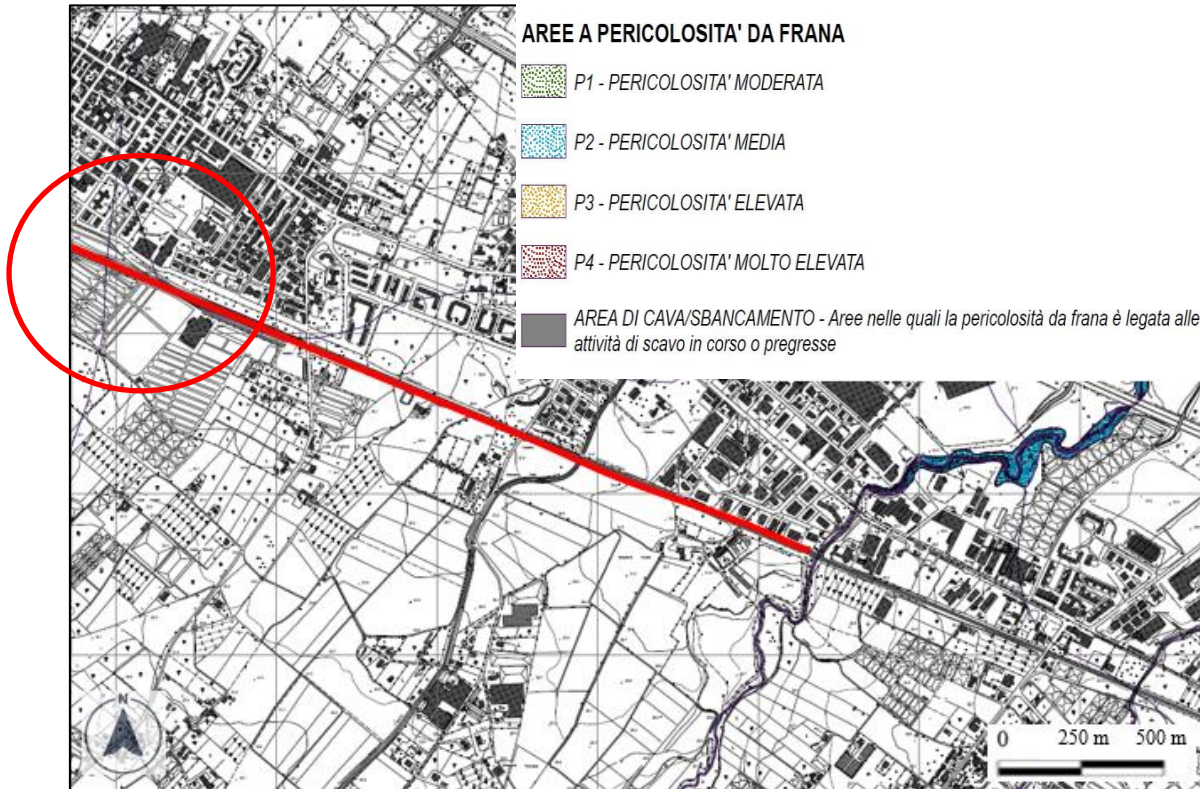 AREE A PERICOLOSITA' DA FRANA
P1 - PERICOLOSITA' MODERATA
P2 - PERICOLOSITA' MEDIA
P3 - PERICOLOSITA' ELEVATA
P4 - PERICOLOSITA' MOLTO ELEVATA
AREA DI CAVA/SBANCAMENTO - Aree nelle quali la pericolosità da frana è legata alle
attività di scavo in corso o pregresse
N
0 250 m 500 m